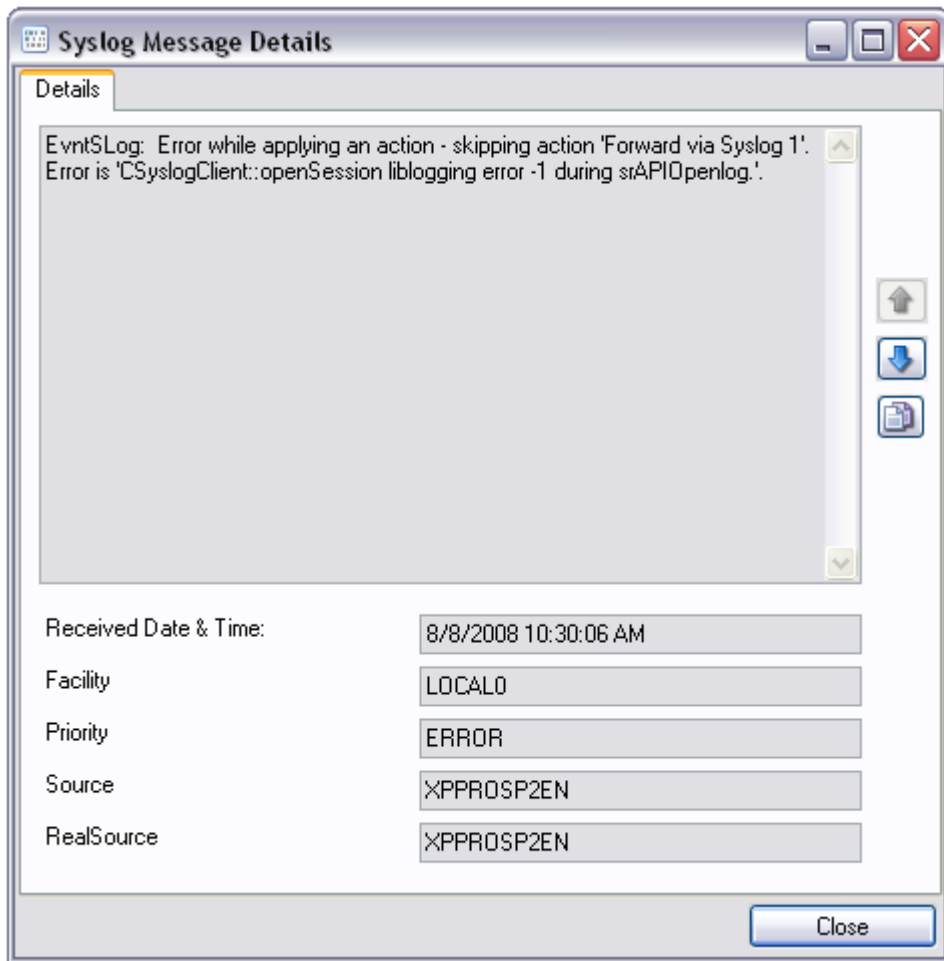 Syslog Message Details
Details
EvntSLog:  Error while applying an action - skipping action 'Forward via Syslog 1'.
Error is 'CSyslogClient::openSession liblogging error -1 during srAPIOpenlog.'.
Received Date & Time:
8/8/2008 10:30:06 AM
Facility
LOCAL0
Priority
ERROR
Source
XPPROSP2EN
RealSource
XPPROSP2EN
Close